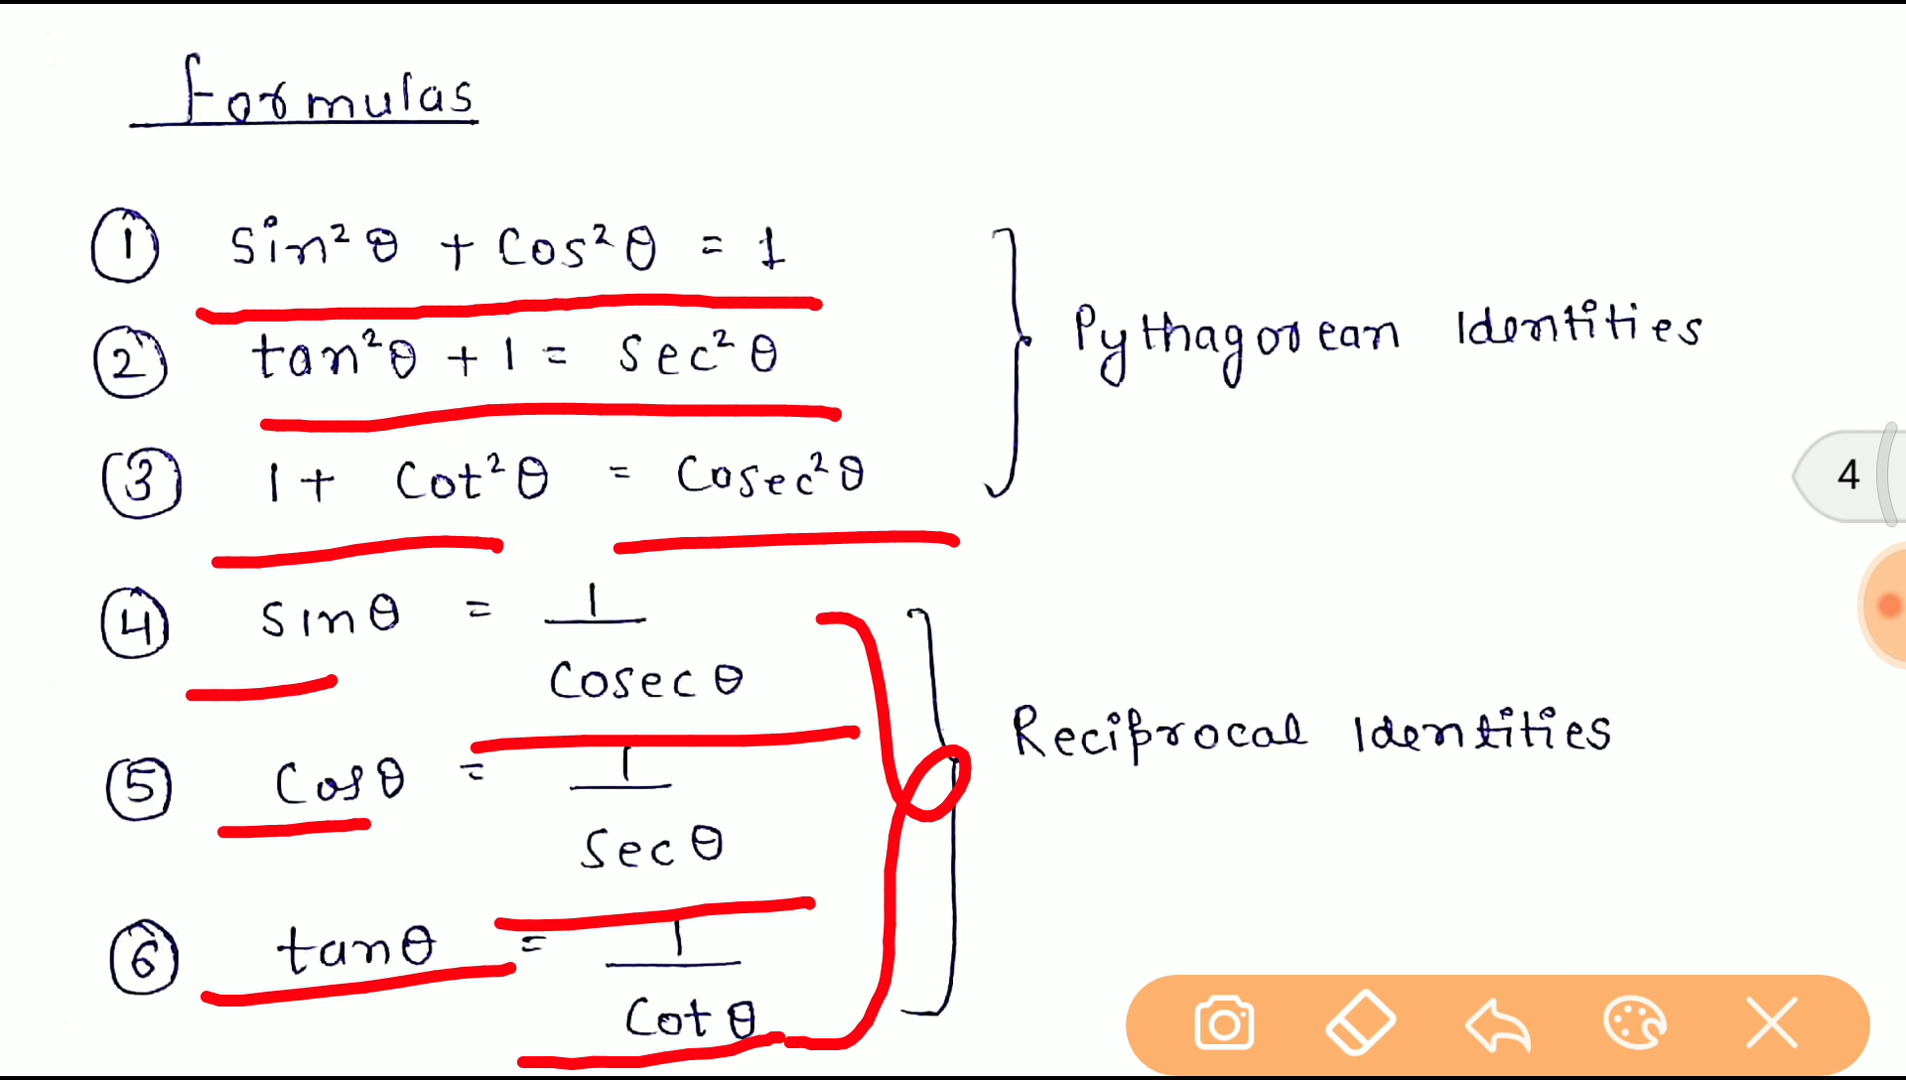 Formulas
① sin²θ + cos²θ = 1
② tan²θ + 1 = sec²θ
③ 1 + cot²θ = cosec²θ
Pythagorean Identities
4
④ sinθ = 1/cosecθ
⑤ cosθ = 1/secθ
⑥ tanθ = 1/cotθ
Reciprocal Identities